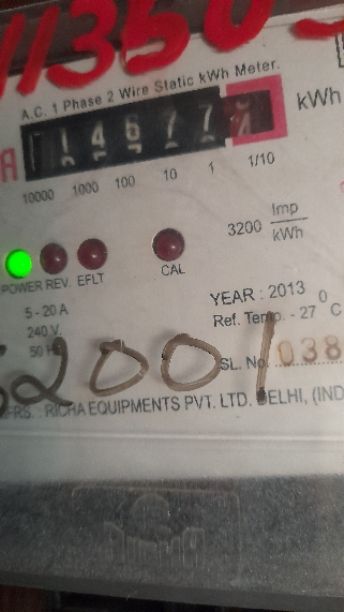 11350
A.C. 1 Phase 2 Wire Static kWh Meter.
14677 kWh
10000 1000 100 10 1 1/10
3200 Imp/kWh
POWER REV. EFLT CAL
5 - 20 A
YEAR : 2013
240 V.
Ref. Temp. - 27 °C
50 Hz
SL. No. 038
2001
MFRS. : RICHA EQUIPMENTS PVT. LTD. DELHI, (IND